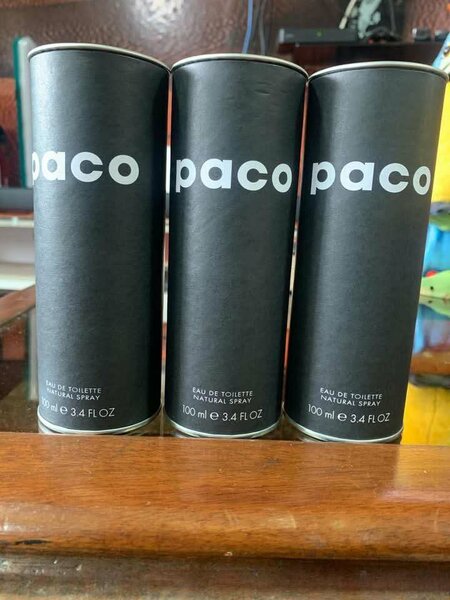 paco
EAU DE TOILETTE
NATURAL SPRAY
100 ml e 3.4 FL OZ
paco
EAU DE TOILETTE
NATURAL SPRAY
100 ml e 3.4 FL OZ
paco
EAU DE TOILETTE
NATURAL SPRAY
100 ml e 3.4 FL OZ